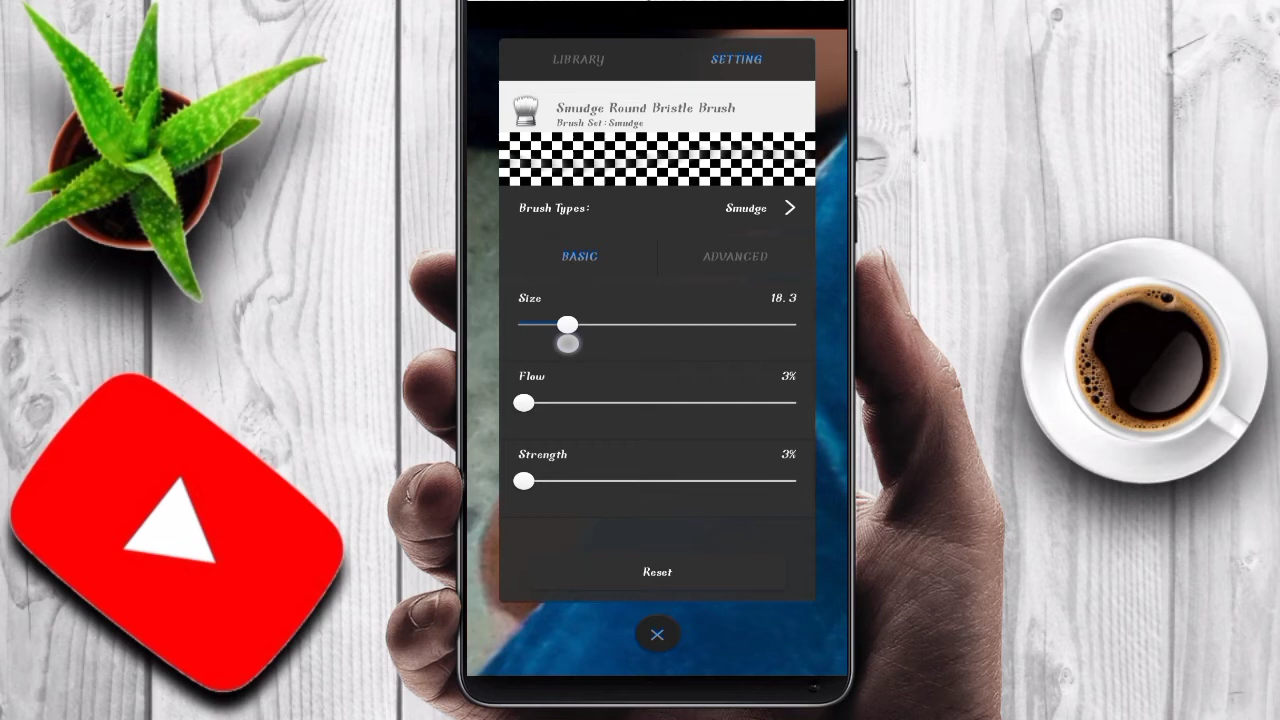 LIBRARY SETTING
Smudge Round Bristle Brush
Brush Set : Smudge
Brush Types: Smudge
BASIC ADVANCED
Size 18. 3
Flow 3%
Strength 3%
Reset